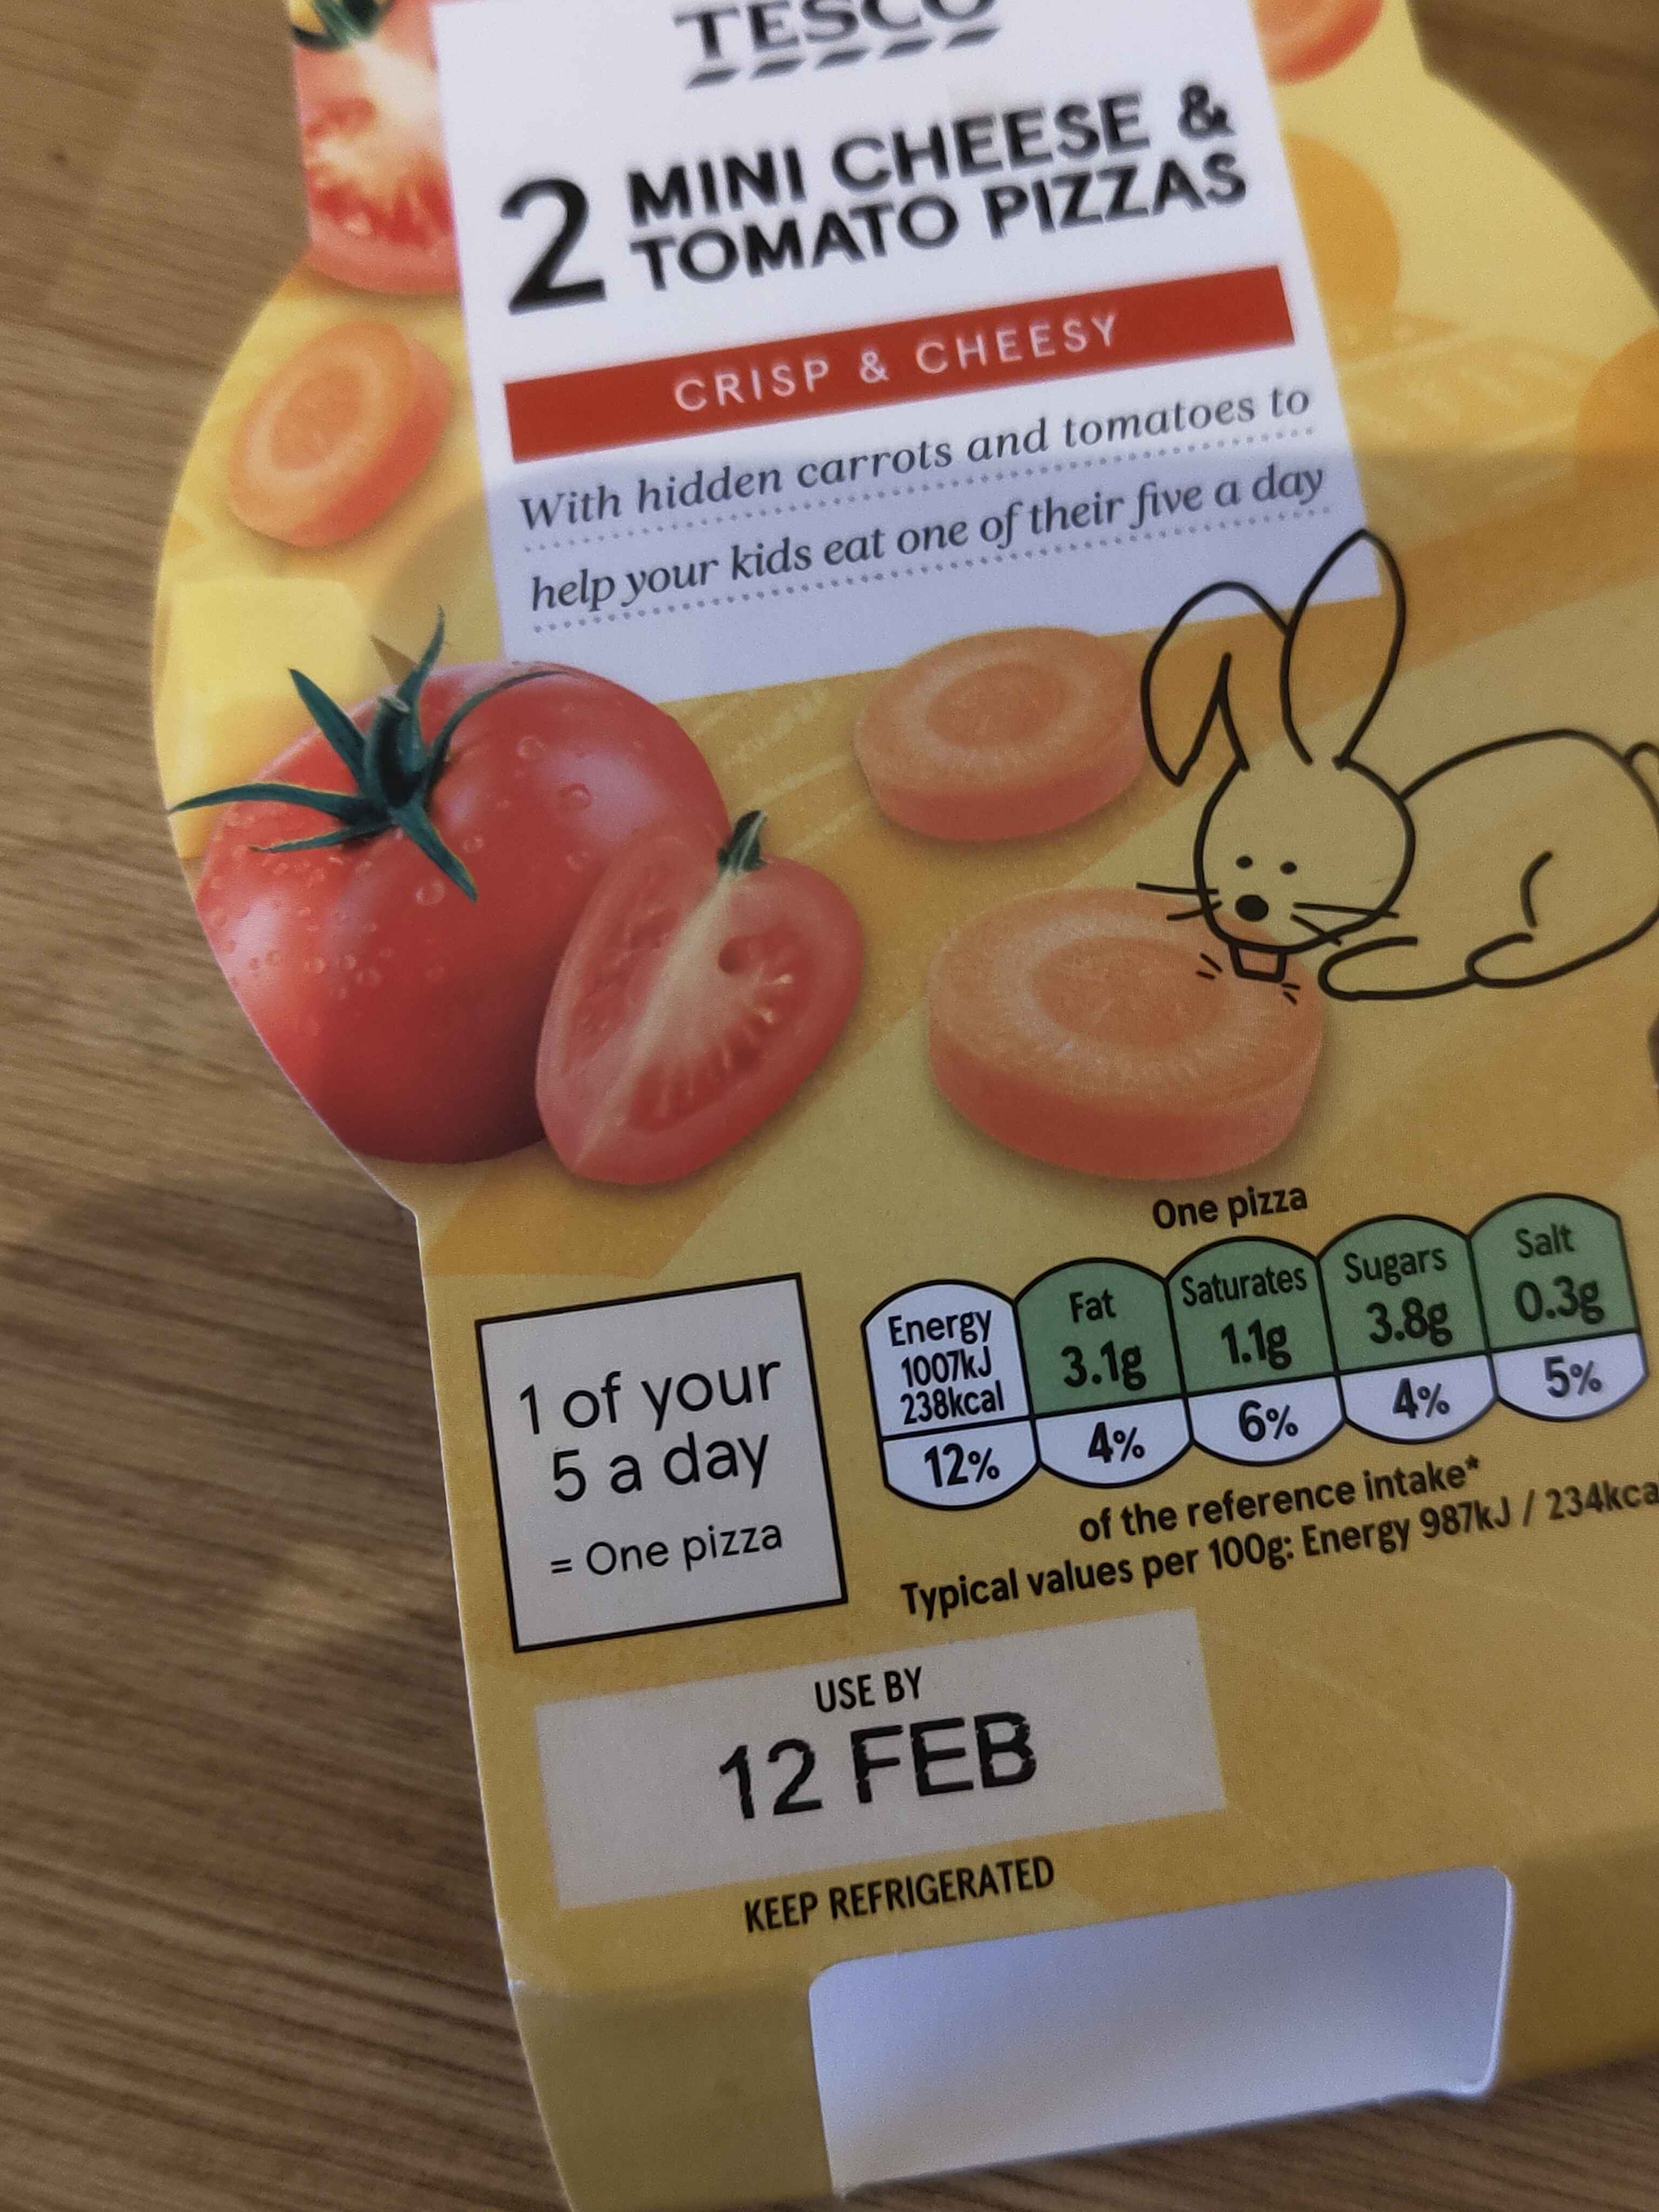 TESCO
2 MINI CHEESE &
TOMATO PIZZAS
CRISP & CHEESY
With hidden carrots and tomatoes to
help your kids eat one of their five a day
One pizza
Energy 1007kJ 238kcal 12%
Fat 3.1g 4%
Saturates 1.1g 6%
Sugars 3.8g 4%
Salt 0.3g 5%
of the reference intake*
Typical values per 100g: Energy 987kJ / 234kca
1 of your
5 a day
= One pizza
USE BY
12 FEB
KEEP REFRIGERATED